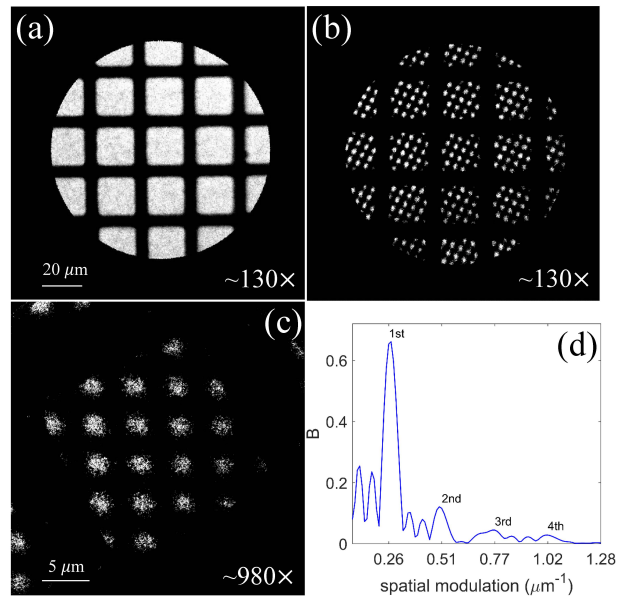 (a)
20 μm
~130×
(b)
~130×
(c)
5 μm
~980×
(d)
B
0.6
0.4
0.2
0
1st
2nd
3rd
4th
0.26
0.51
0.77
1.02
1.28
spatial modulation (μm⁻¹)